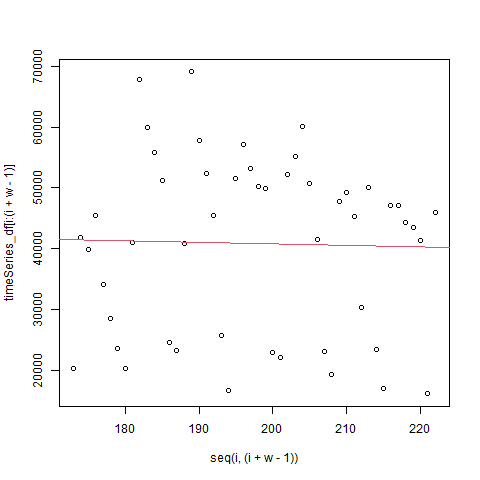 70000
60000
50000
40000
30000
20000
timeSeries_df[i:(i + w - 1)]
180 190 200 210 220
seq(i, (i + w - 1))